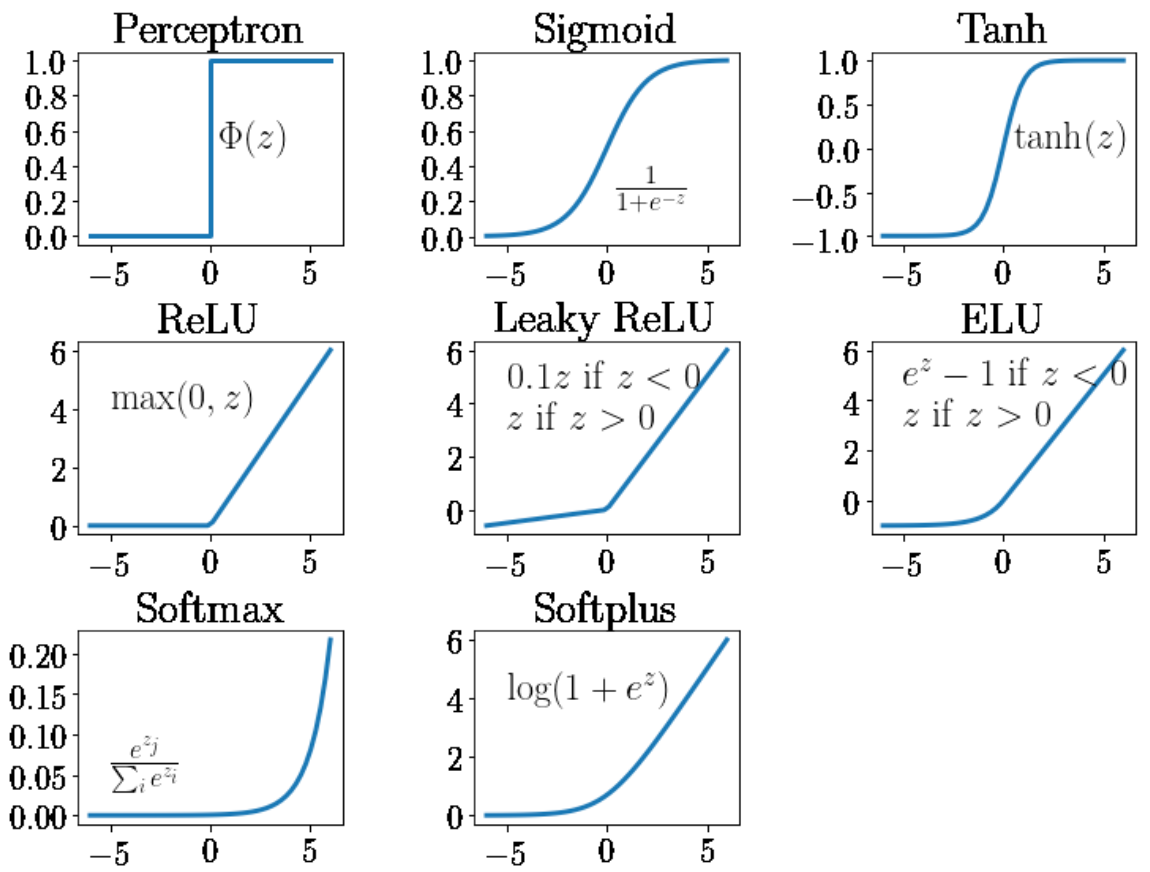 Perceptron
1.0
0.8
0.6
0.4
0.2
0.0
Φ(z)
−5 0 5
Sigmoid
1.0
0.8
0.6
0.4
0.2
0.0
1
1+e^{−z}
−5 0 5
Tanh
1.0
0.5
0.0
−0.5
−1.0
tanh(z)
−5 0 5
ReLU
6
4
2
0
max(0, z)
−5 0 5
Leaky ReLU
6
4
2
0
0.1z if z < 0
z if z > 0
−5 0 5
ELU
6
4
2
0
e^z − 1 if z < 0
z if z > 0
−5 0 5
Softmax
0.20
0.15
0.10
0.05
0.00
e^{z_j}
∑_i e^{z_i}
−5 0 5
Softplus
6
4
2
0
log(1 + e^z)
−5 0 5